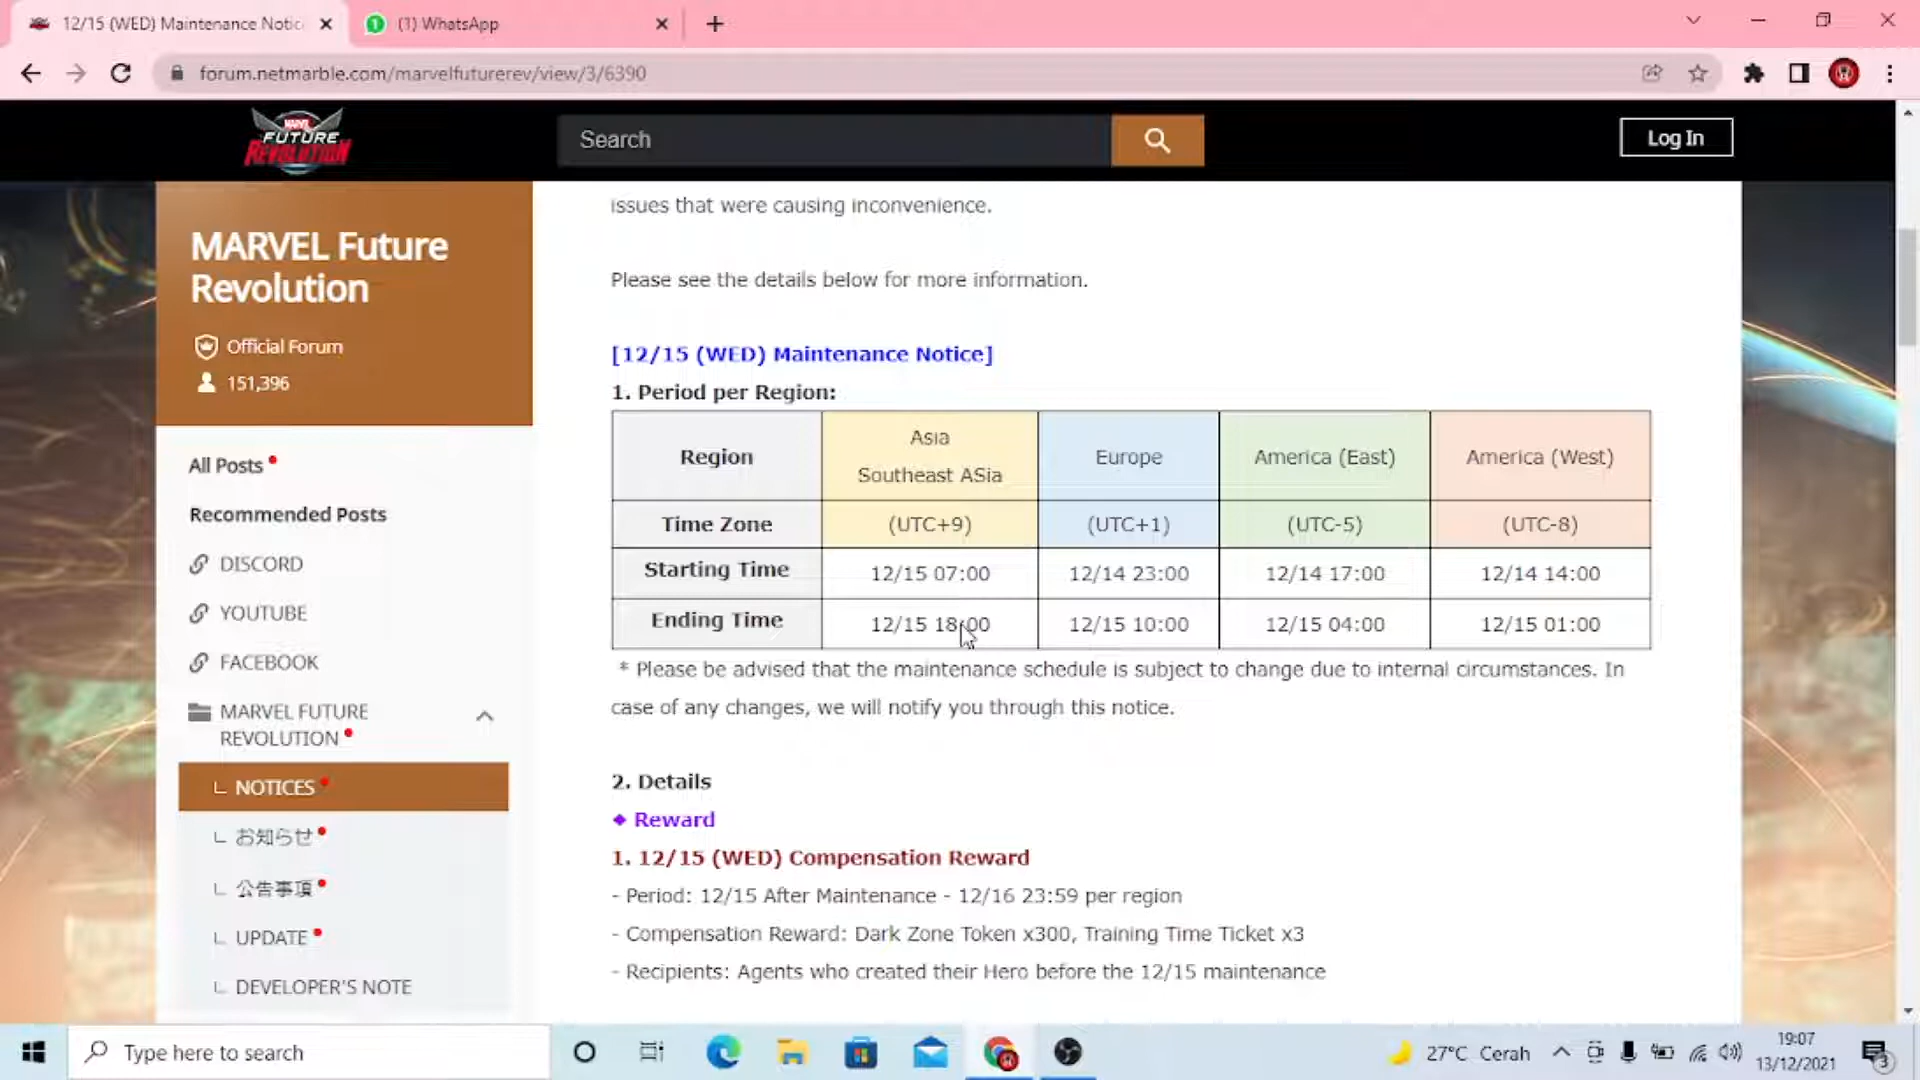 12/15 (WED) Maintenance Notic
(1) WhatsApp
forum.netmarble.com/marvelfuturerev/view/3/6390
MARVEL
FUTURE
REVOLUTION
Search
Log In
MARVEL Future
Revolution
Official Forum
151,396
All Posts
Recommended Posts
DISCORD
YOUTUBE
FACEBOOK
MARVEL FUTURE
REVOLUTION
NOTICES
お知らせ
公告事項
UPDATE
DEVELOPER'S NOTE
issues that were causing inconvenience.
Please see the details below for more information.
[12/15 (WED) Maintenance Notice]
1. Period per Region:
Region Asia Southeast ASia Europe America (East) America (West)
Time Zone (UTC+9) (UTC+1) (UTC-5) (UTC-8)
Starting Time 12/15 07:00 12/14 23:00 12/14 17:00 12/14 14:00
Ending Time 12/15 18:00 12/15 10:00 12/15 04:00 12/15 01:00
* Please be advised that the maintenance schedule is subject to change due to internal circumstances. In
case of any changes, we will notify you through this notice.
2. Details
◆ Reward
1. 12/15 (WED) Compensation Reward
- Period: 12/15 After Maintenance - 12/16 23:59 per region
- Compensation Reward: Dark Zone Token x300, Training Time Ticket x3
- Recipients: Agents who created their Hero before the 12/15 maintenance
Type here to search
27°C Cerah
19:07
13/12/2021
3